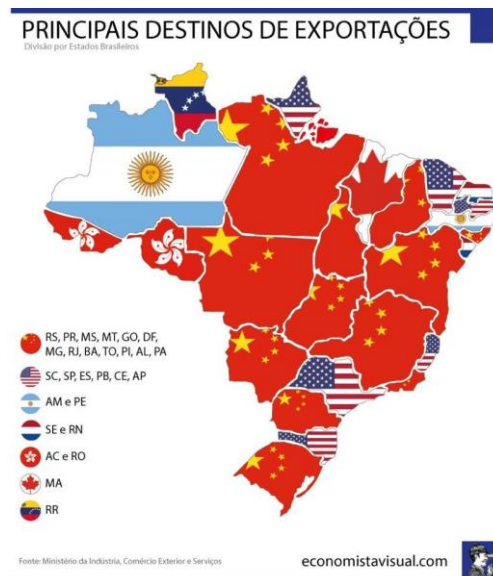 PRINCIPAIS DESTINOS DE EXPORTAÇÕES
Divisão por Estados Brasileiros
RS, PR, MS, MT, GO, DF,
MG, RJ, BA, TO, PI, AL, PA
SC, SP, ES, PB, CE, AP
AM e PE
SE e RN
AC e RO
MA
RR
Fonte: Ministério da Indústria, Comércio Exterior e Serviços
economistavisual.com